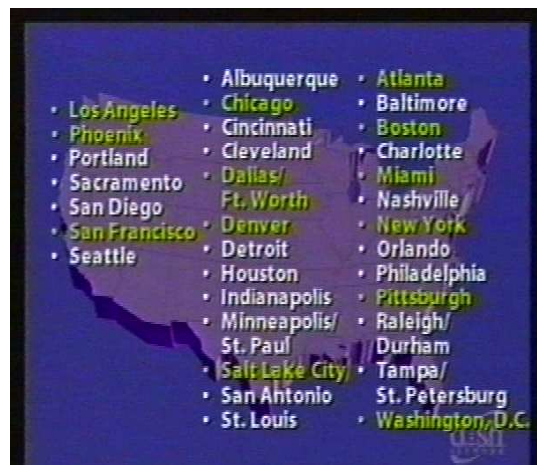 • Los Angeles
• Phoenix
• Portland
• Sacramento
• San Diego
• San Francisco
• Seattle
• Albuquerque
• Chicago
• Cincinnati
• Cleveland
• Dallas/
Ft. Worth
• Denver
• Detroit
• Houston
• Indianapolis
• Minneapolis/
St. Paul
• Salt Lake City
• San Antonio
• St. Louis
• Atlanta
• Baltimore
• Boston
• Charlotte
• Miami
• Nashville
• New York
• Orlando
• Philadelphia
• Pittsburgh
• Raleigh/
Durham
• Tampa/
St. Petersburg
• Washington, D.C.
dish
NETWORK